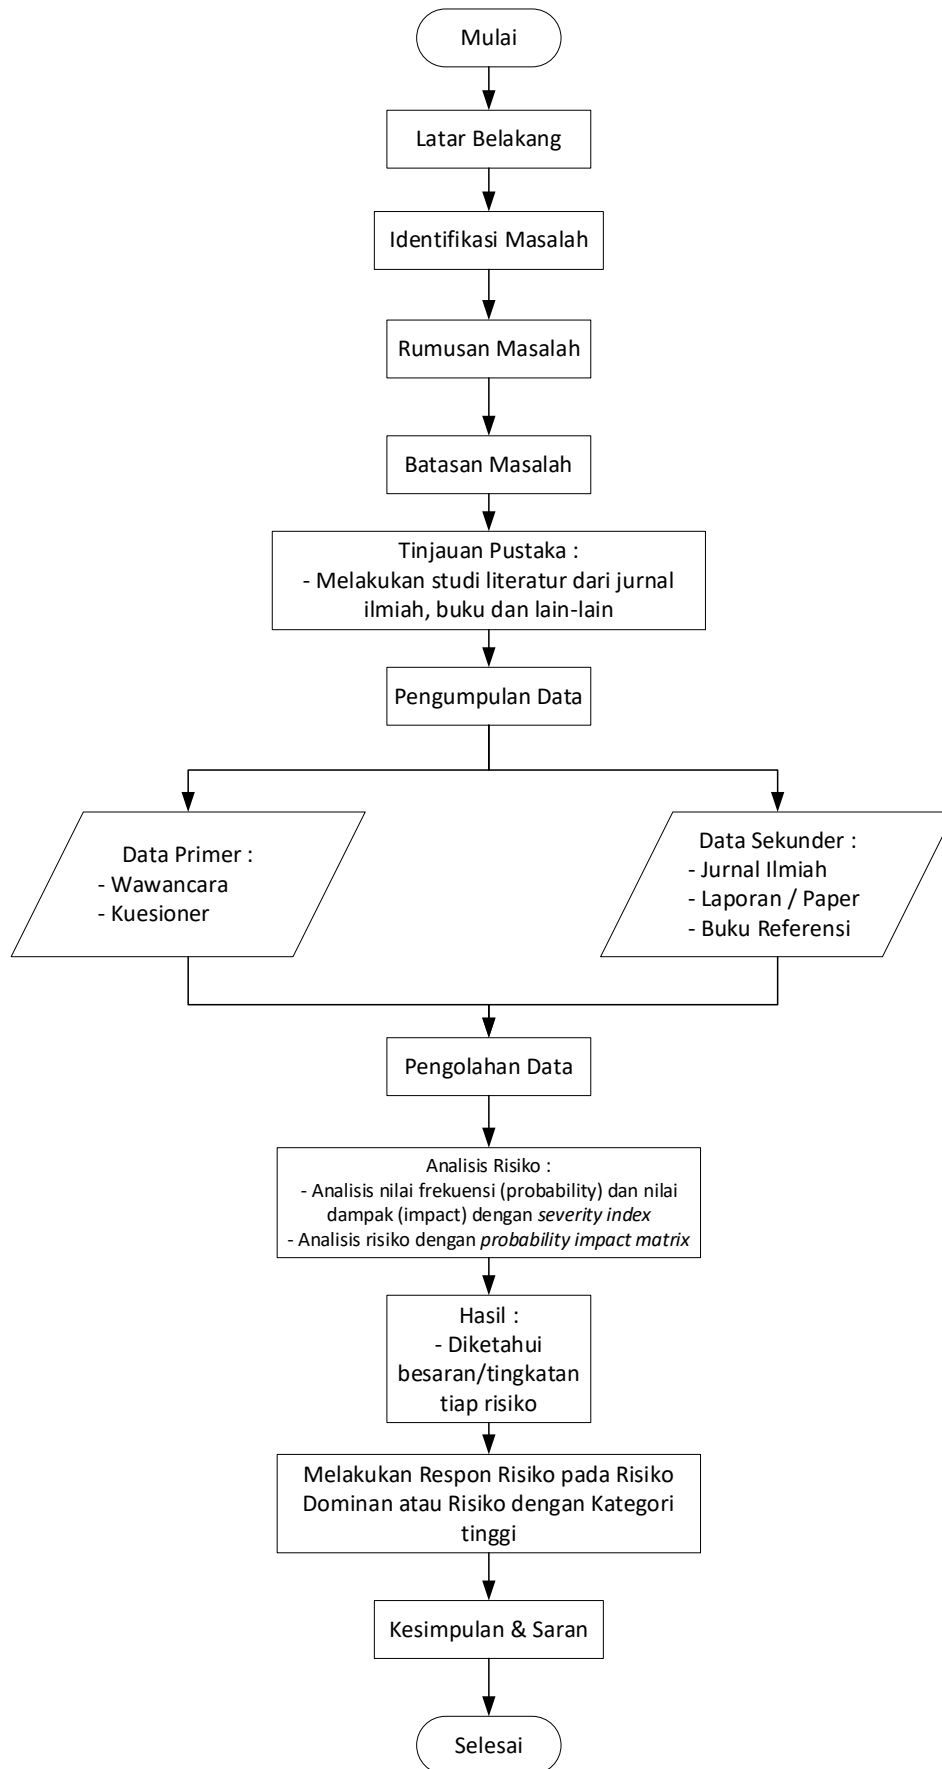 Mulai
Latar Belakang
Identifikasi Masalah
Rumusan Masalah
Batasan Masalah
Tinjauan Pustaka :
- Melakukan studi literatur dari jurnal
ilmiah, buku dan lain-lain
Pengumpulan Data
Data Primer :
- Wawancara
- Kuesioner
Data Sekunder :
- Jurnal Ilmiah
- Laporan / Paper
- Buku Referensi
Pengolahan Data
Analisis Risiko :
- Analisis nilai frekuensi (probability) dan nilai
dampak (impact) dengan severity index
- Analisis risiko dengan probability impact matrix
Hasil :
- Diketahui
besaran/tingkatan
tiap risiko
Melakukan Respon Risiko pada Risiko
Dominan atau Risiko dengan Kategori
tinggi
Kesimpulan & Saran
Selesai